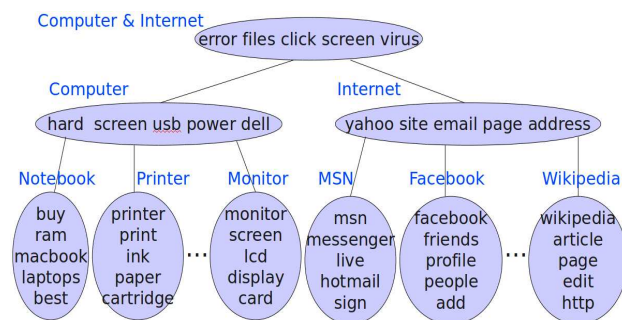 Computer & Internet
error files click screen virus
Computer
Internet
hard screen usb power dell
yahoo site email page address
Notebook
Printer
Monitor
MSN
Facebook
Wikipedia
buy
ram
macbook
laptops
best
printer
print
ink
paper
cartridge
...
monitor
screen
lcd
display
card
msn
messenger
live
hotmail
sign
facebook
friends
profile
people
add
...
wikipedia
article
page
edit
http